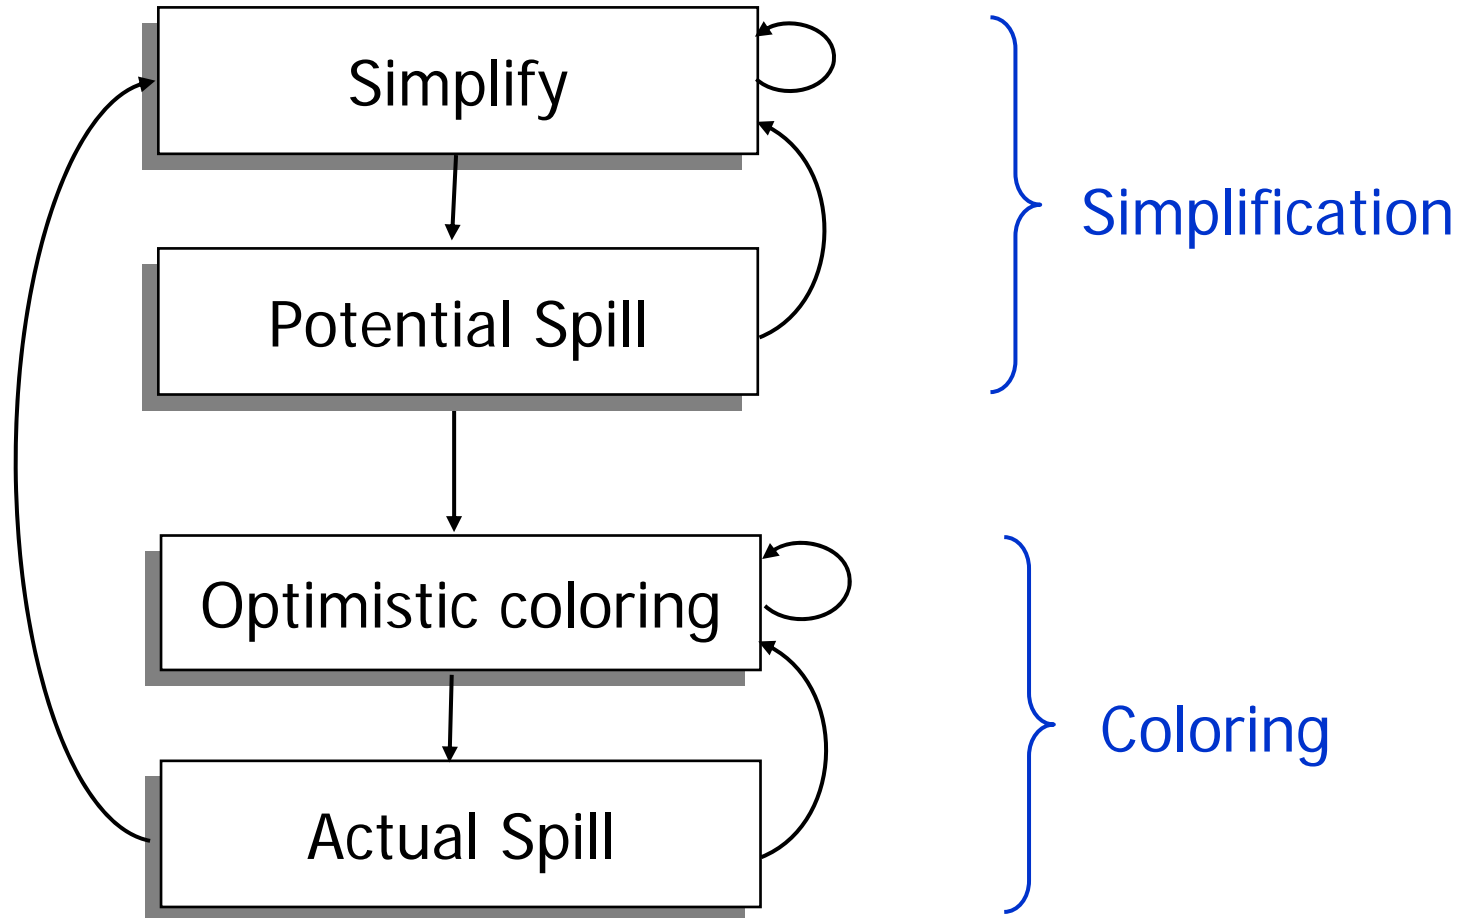 Simplify
Simplification
Potential Spill
Optimistic coloring
Coloring
Actual Spill